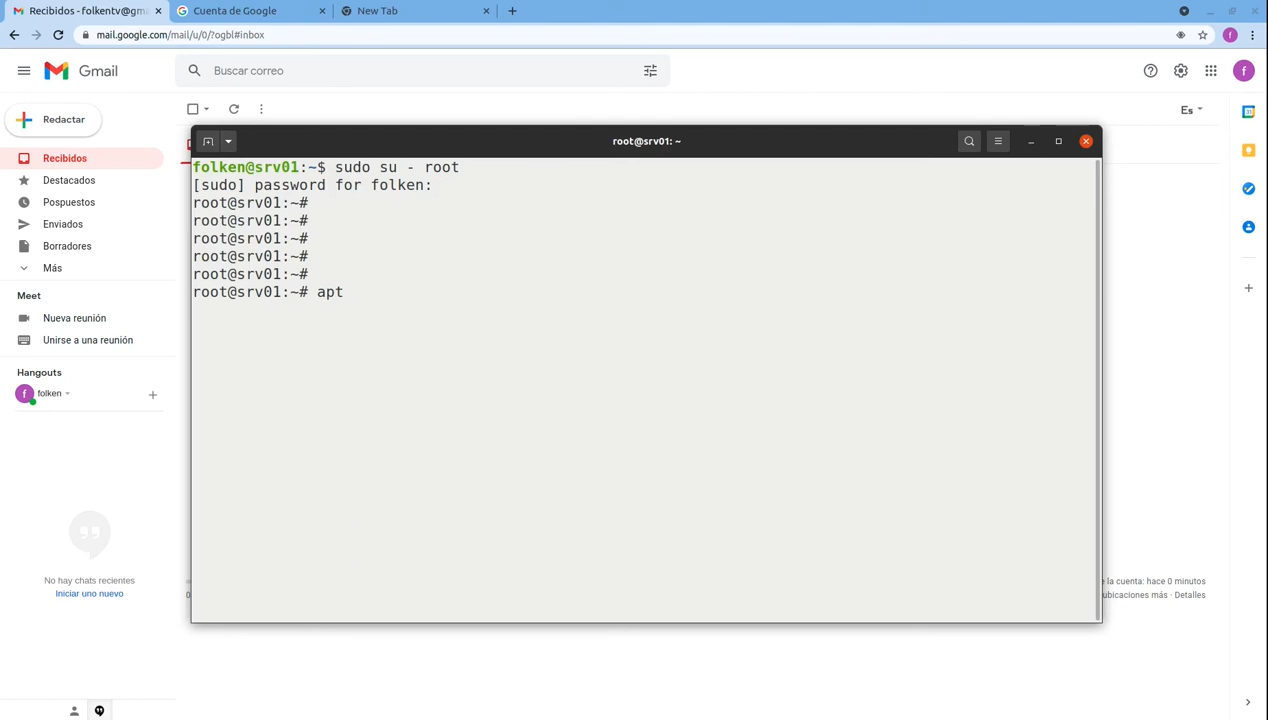 Recibidos - folkentv@gm
Cuenta de Google
New Tab
mail.google.com/mail/u/0/?ogbl#inbox
f
Gmail
Buscar correo
f
Redactar
Es
Recibidos
Destacados
Pospuestos
Enviados
Borradores
Más
Meet
Nueva reunión
Unirse a una reunión
Hangouts
f
folken
No hay chats recientes
Iniciar uno nuevo
root@srv01: ~
folken@srv01:~$ sudo su - root
[sudo] password for folken:
root@srv01:~#
root@srv01:~#
root@srv01:~#
root@srv01:~#
root@srv01:~#
root@srv01:~# apt
la cuenta: hace 0 minutos
ubicaciones más · Detalles
31